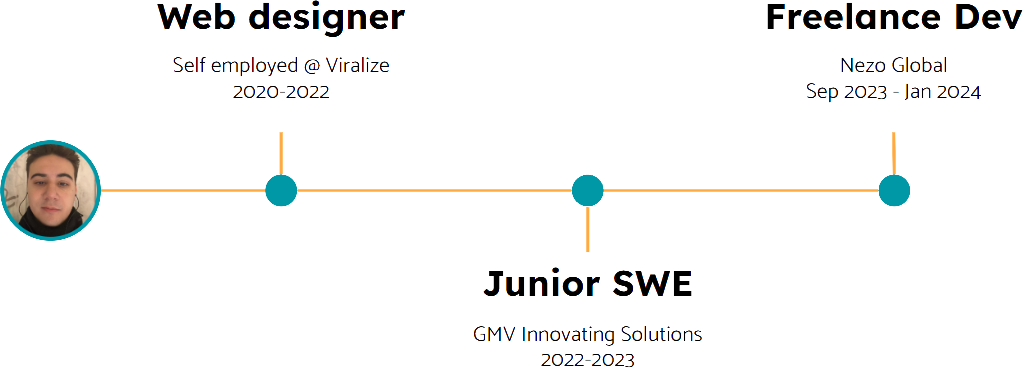 Web designer
Self employed @ Viralize
2020-2022
Freelance Dev
Nezo Global
Sep 2023 - Jan 2024
Junior SWE
GMV Innovating Solutions
2022-2023